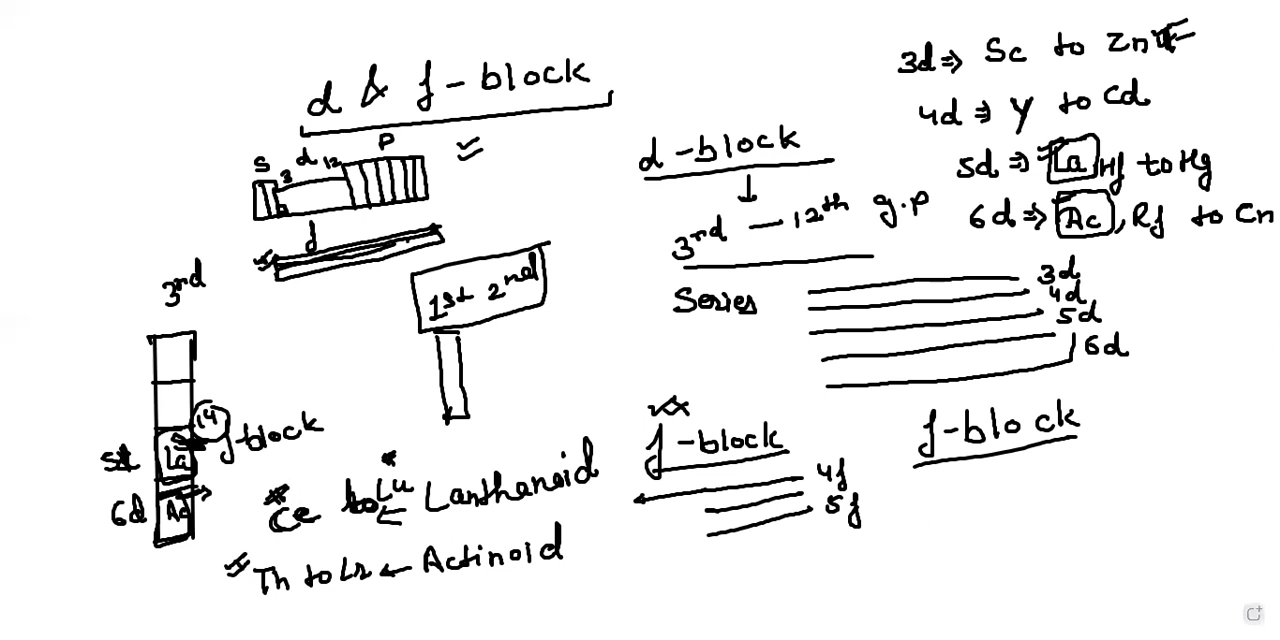 d & f-block
S 3 d 12 P
f
3rd
1st 2nd
14
La f-block
5d
6d Ac
Ce to Lu Lanthanoid
Th to Lr ← Actinoid
3d ⇒ Sc to Zn
4d ⇒ Y to Cd
5d ⇒ La, Hf to Hg
6d ⇒ Ac, Rf to Cn
d-block
3rd — 12th g.p
Series
3d
4d
5d
6d
f-block
4f
5f
f-block